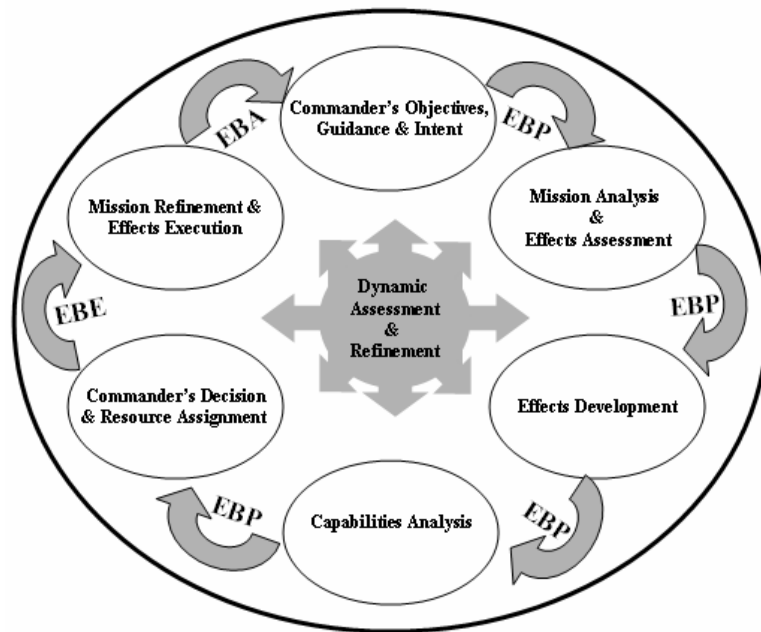 Commander's Objectives,
Guidance & Intent
EBP
Mission Analysis
&
Effects Assessment
EBP
Effects Development
EBP
Capabilities Analysis
EBP
Commander's Decision
& Resource Assignment
EBE
Mission Refinement &
Effects Execution
EBA
Dynamic
Assessment
&
Refinement